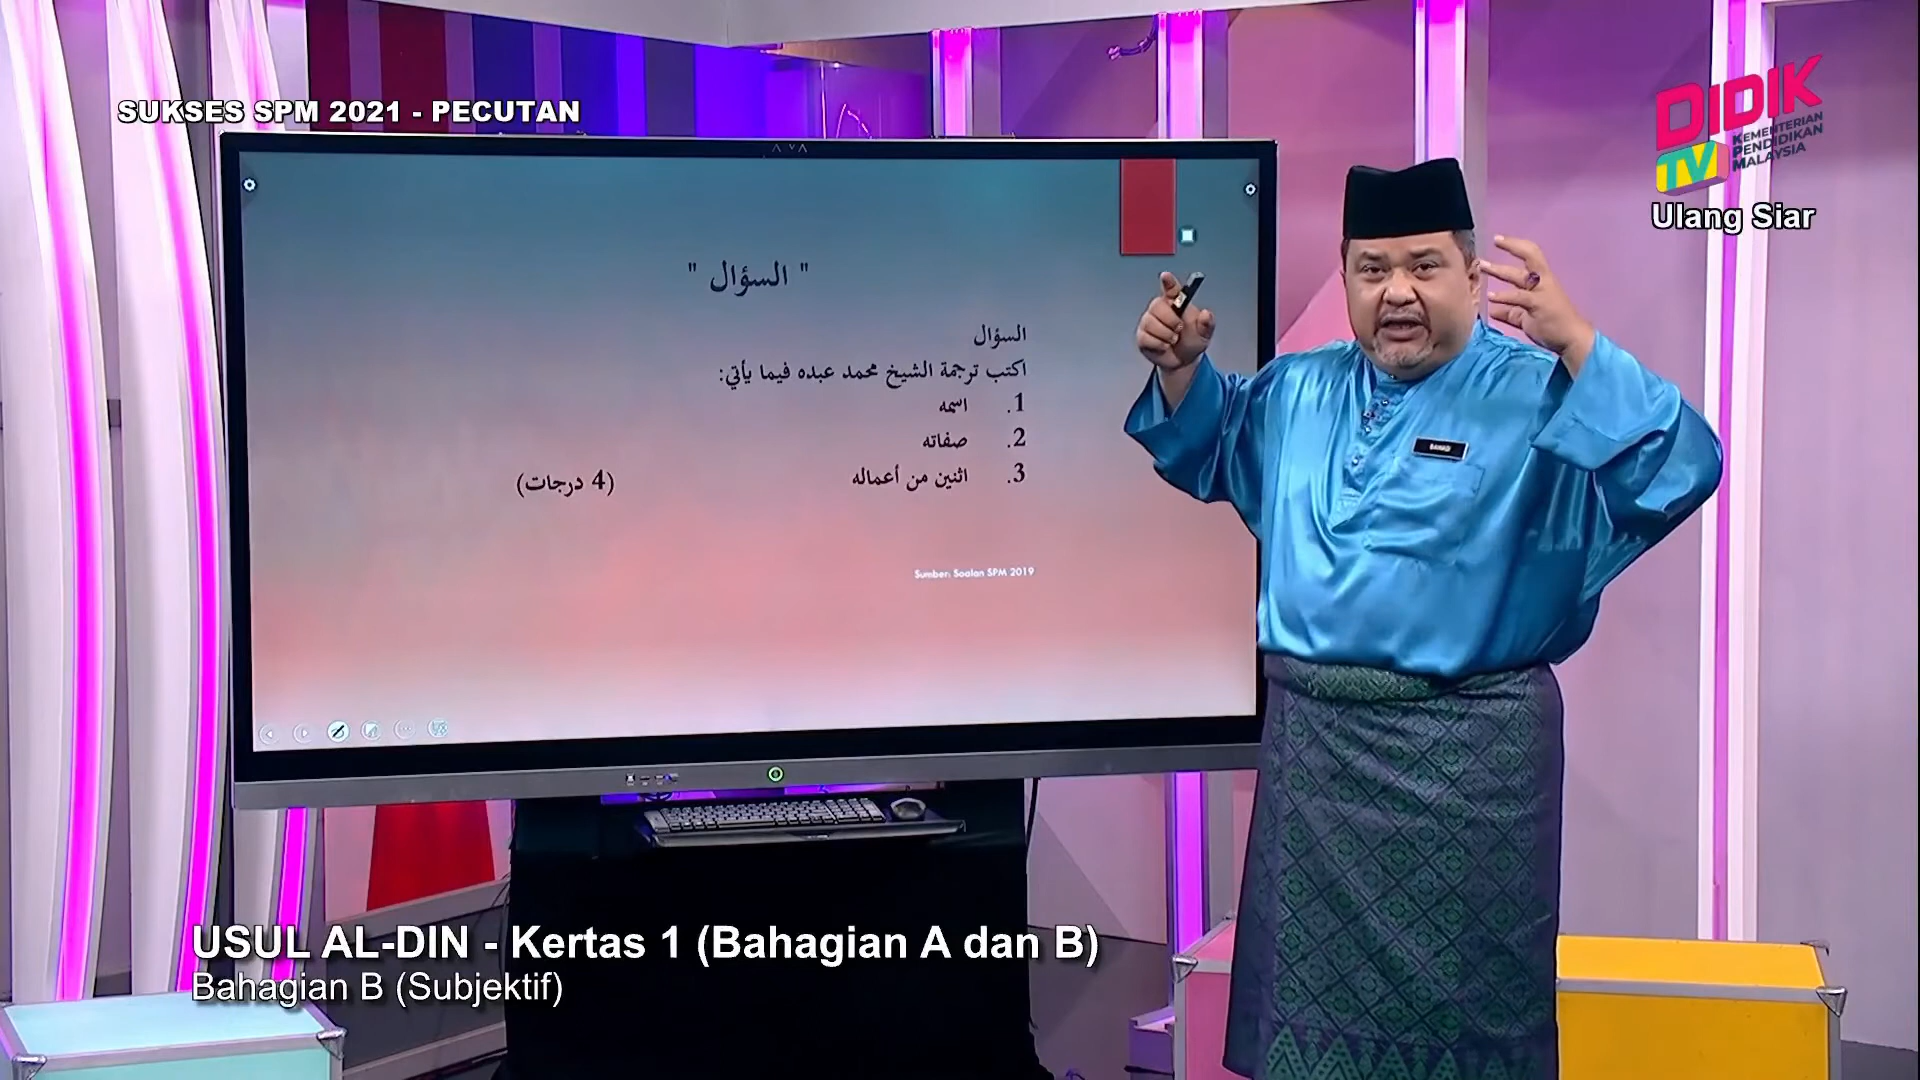 SUKSES SPM 2021 - PECUTAN
DIDIK
TV
KEMENTERIAN
PENDIDIKAN
MALAYSIA
Ulang Siar
" السؤال "
السؤال
اكتب ترجمة الشيخ محمد عبده فيما يأتي:
1. اسمه
2. صفاته
3. اثنين من أعماله (4 درجات)
Sumber: Soalan SPM 2019
USUL AL-DIN - Kertas 1 (Bahagian A dan B)
Bahagian B (Subjektif)